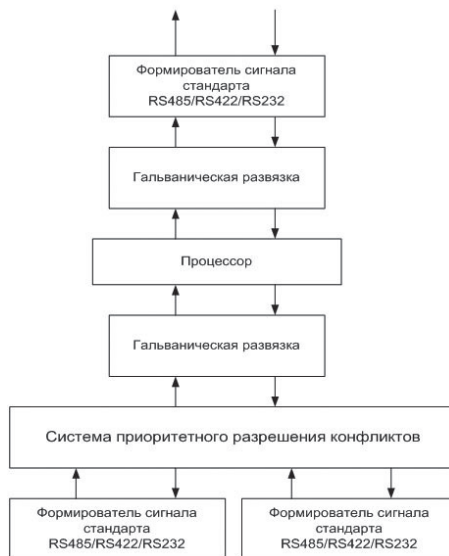 Формирователь сигнала
стандарта
RS485/RS422/RS232
Гальваническая развязка
Процессор
Гальваническая развязка
Система приоритетного разрешения конфликтов
Формирователь сигнала
стандарта
RS485/RS422/RS232
Формирователь сигнала
стандарта
RS485/RS422/RS232